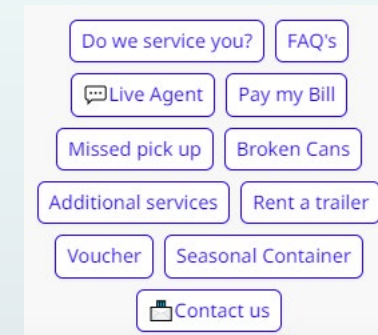 Do we service you? FAQ's
💬Live Agent Pay my Bill
Missed pick up Broken Cans
Additional services Rent a trailer
Voucher Seasonal Container
📩Contact us